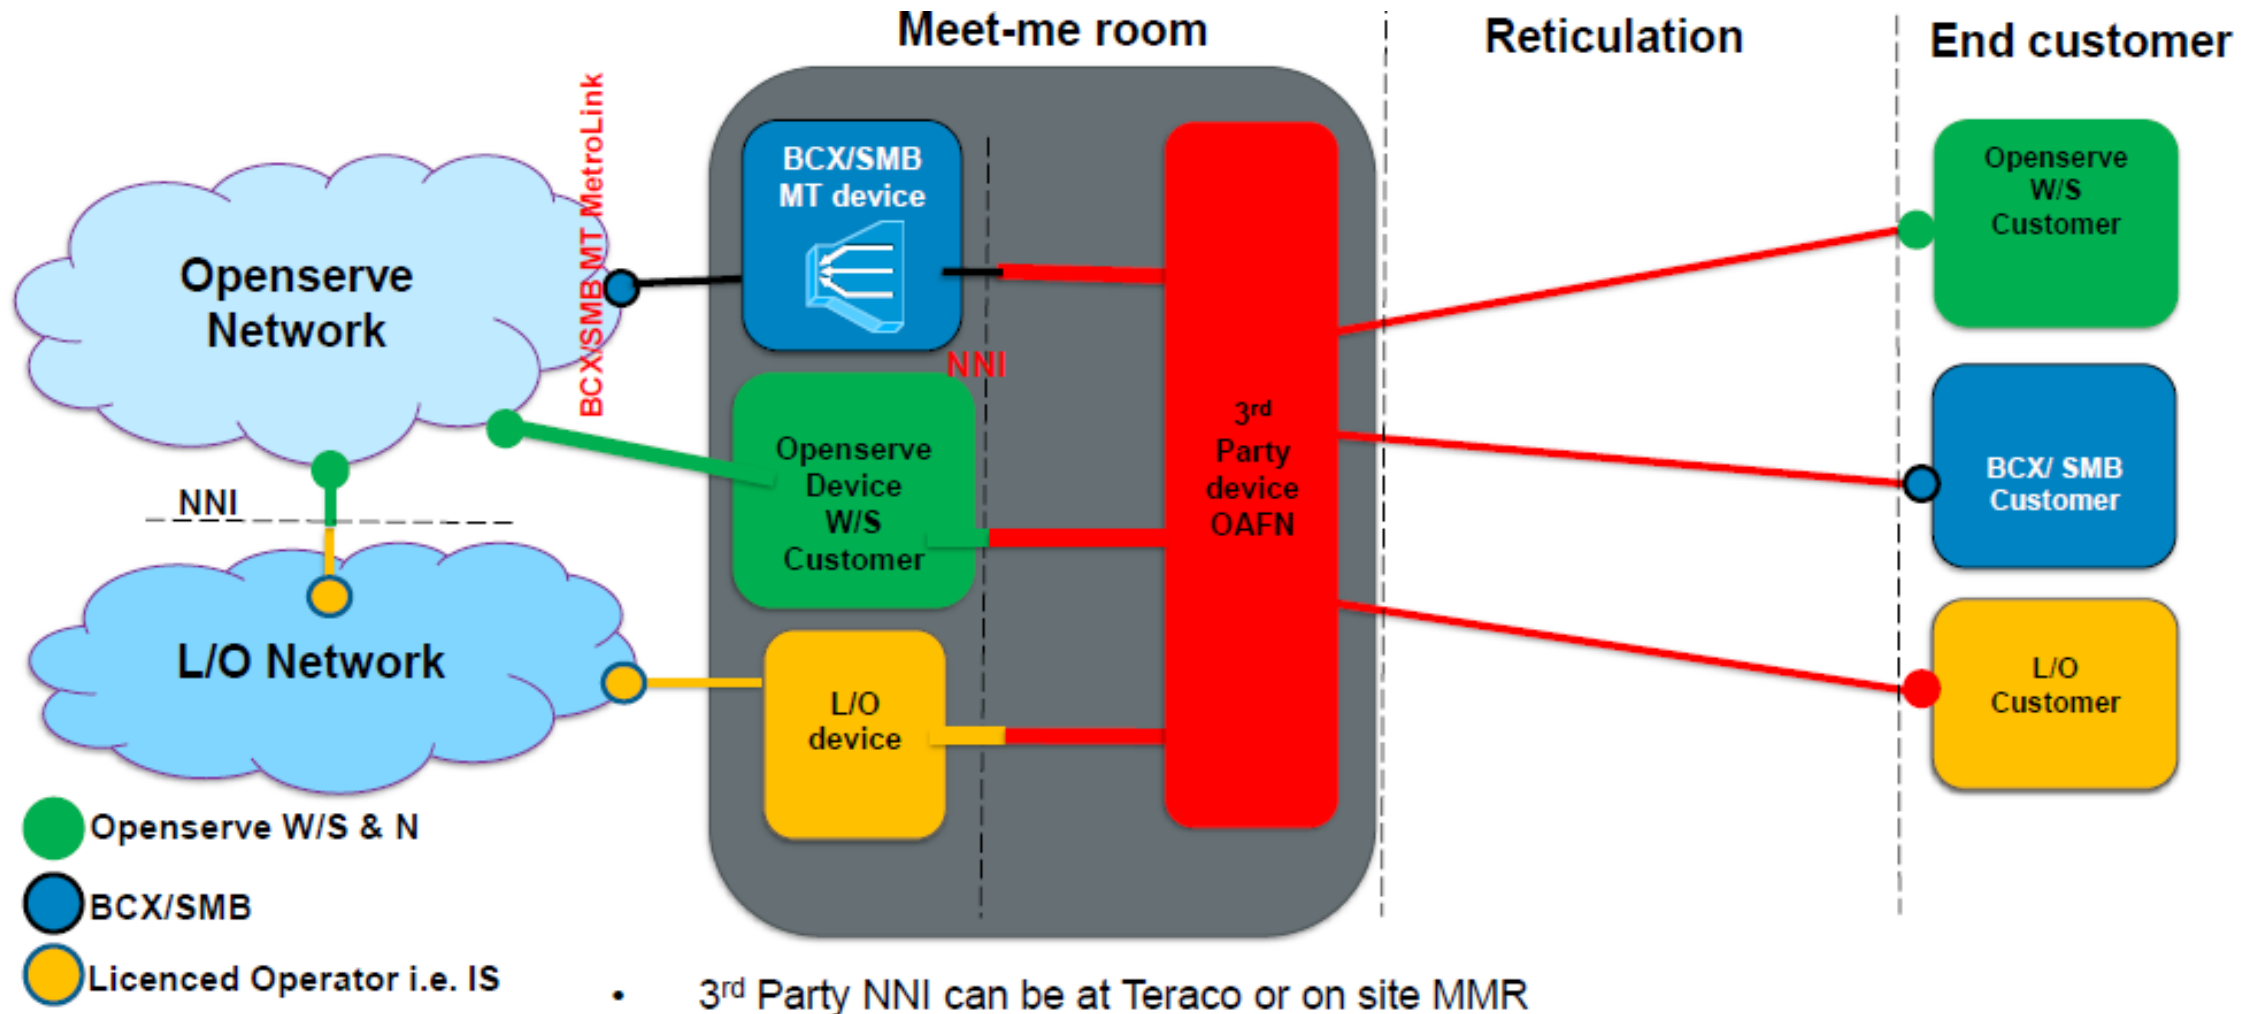 Meet-me room
Reticulation
End customer
BCX/SMB MT MetroLink
BCX/SMB
MT device
Openserve
W/S
Customer
Openserve
Network
NNI
3rd
Party
device
OAFN
Openserve
Device
W/S
Customer
BCX/ SMB
Customer
NNI
L/O Network
L/O
device
L/O
Customer
Openserve W/S & N
BCX/SMB
Licenced Operator i.e. IS
• 3rd Party NNI can be at Teraco or on site MMR